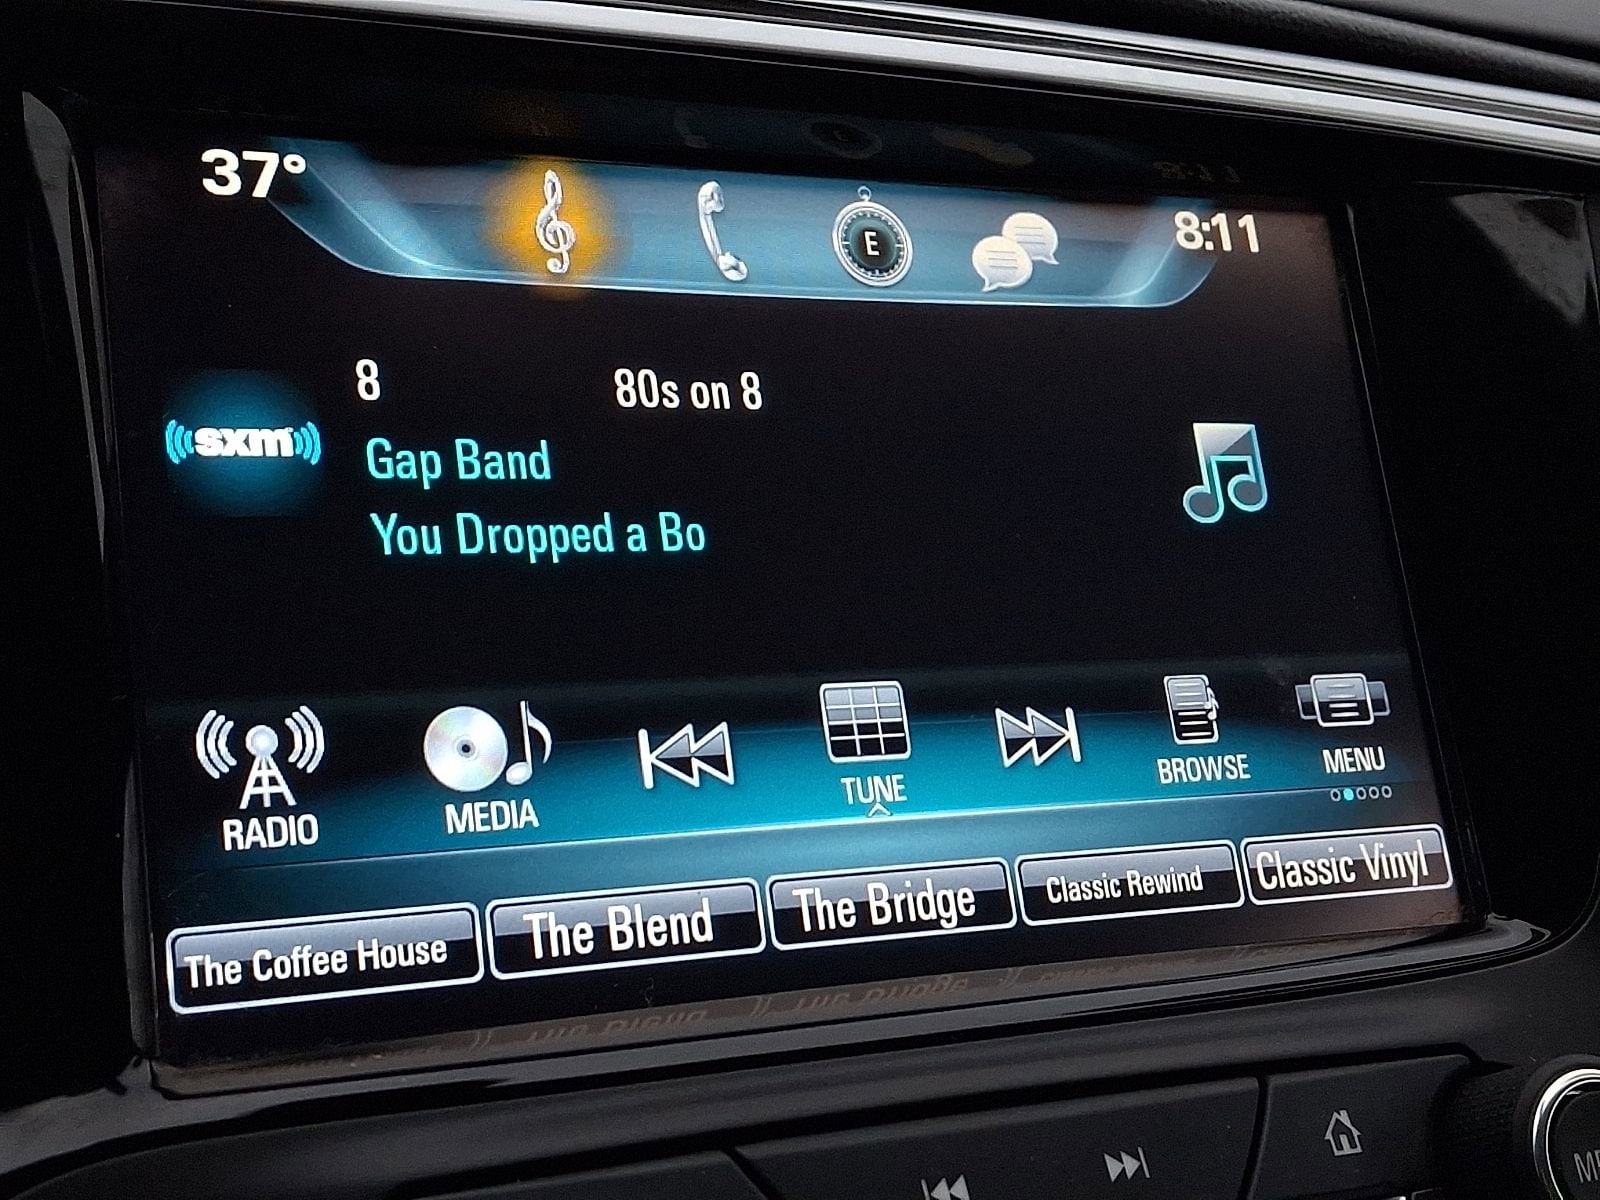 37°
E
8:11
8 80s on 8
sxm
Gap Band
You Dropped a Bo
RADIO
MEDIA
TUNE
BROWSE
MENU
The Coffee House
The Blend
The Bridge
Classic Rewind
Classic Vinyl